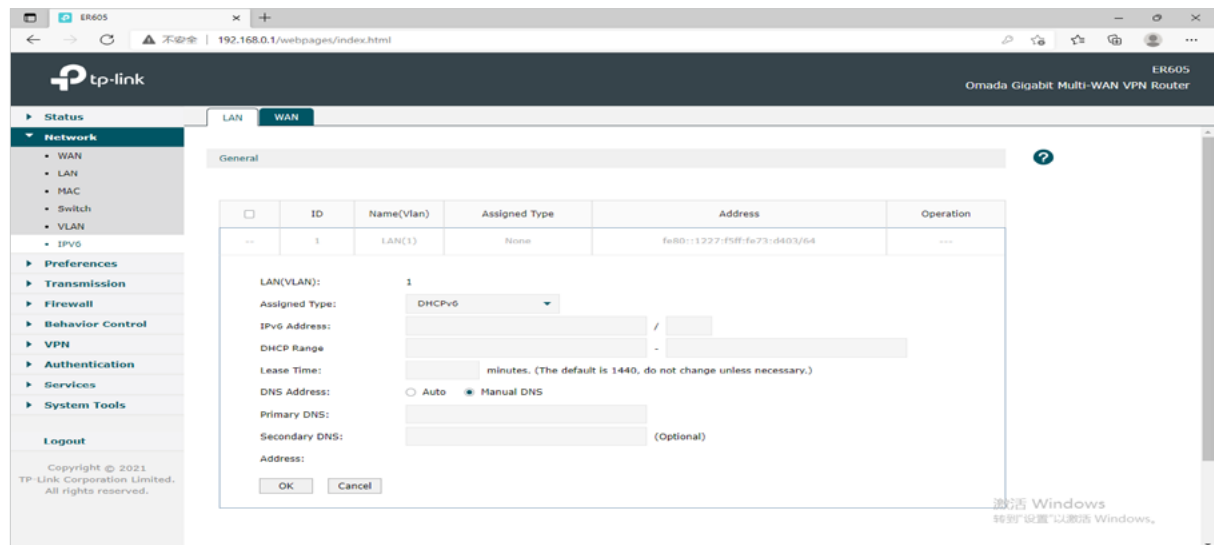 ER605
不安全 192.168.0.1/webpages/index.html
tp-link
ER605
Omada Gigabit Multi-WAN VPN Router
Status
Network
WAN
LAN
MAC
Switch
VLAN
IPV6
Preferences
Transmission
Firewall
Behavior Control
VPN
Authentication
Services
System Tools
Logout
Copyright © 2021
TP-Link Corporation Limited.
All rights reserved.
LAN WAN
General
?
ID Name(Vlan) Assigned Type Address Operation
-- 1 LAN(1) None fe80::1227:f5ff:fe73:d403/64 ---
LAN(VLAN): 1
Assigned Type: DHCPv6
IPv6 Address: /
DHCP Range -
Lease Time: minutes. (The default is 1440, do not change unless necessary.)
DNS Address: Auto Manual DNS
Primary DNS:
Secondary DNS: (Optional)
Address:
OK Cancel
激活 Windows
转到"设置"以激活 Windows。